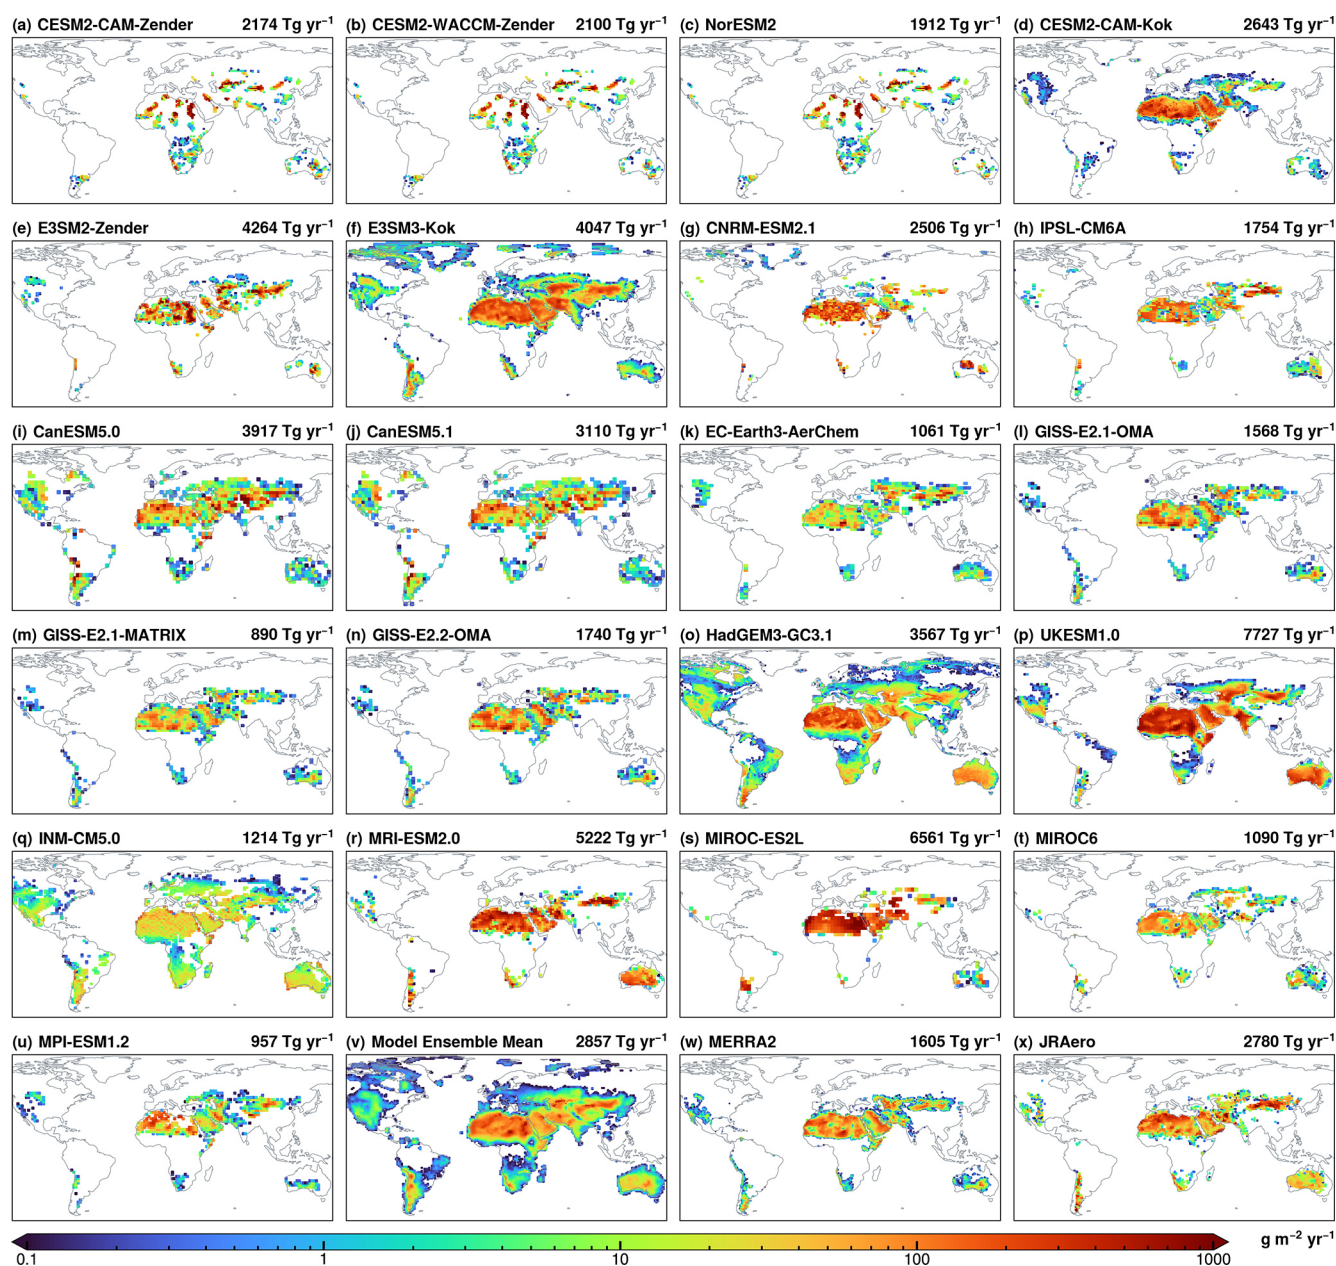 (a) CESM2-CAM-Zender 2174 Tg yr⁻¹
(b) CESM2-WACCM-Zender 2100 Tg yr⁻¹
(c) NorESM2 1912 Tg yr⁻¹
(d) CESM2-CAM-Kok 2643 Tg yr⁻¹
(e) E3SM2-Zender 4264 Tg yr⁻¹
(f) E3SM3-Kok 4047 Tg yr⁻¹
(g) CNRM-ESM2.1 2506 Tg yr⁻¹
(h) IPSL-CM6A 1754 Tg yr⁻¹
(i) CanESM5.0 3917 Tg yr⁻¹
(j) CanESM5.1 3110 Tg yr⁻¹
(k) EC-Earth3-AerChem 1061 Tg yr⁻¹
(l) GISS-E2.1-OMA 1568 Tg yr⁻¹
(m) GISS-E2.1-MATRIX 890 Tg yr⁻¹
(n) GISS-E2.2-OMA 1740 Tg yr⁻¹
(o) HadGEM3-GC3.1 3567 Tg yr⁻¹
(p) UKESM1.0 7727 Tg yr⁻¹
(q) INM-CM5.0 1214 Tg yr⁻¹
(r) MRI-ESM2.0 5222 Tg yr⁻¹
(s) MIROC-ES2L 6561 Tg yr⁻¹
(t) MIROC6 1090 Tg yr⁻¹
(u) MPI-ESM1.2 957 Tg yr⁻¹
(v) Model Ensemble Mean 2857 Tg yr⁻¹
(w) MERRA2 1605 Tg yr⁻¹
(x) JRAero 2780 Tg yr⁻¹
0.1 1 10 100 1000 g m⁻² yr⁻¹